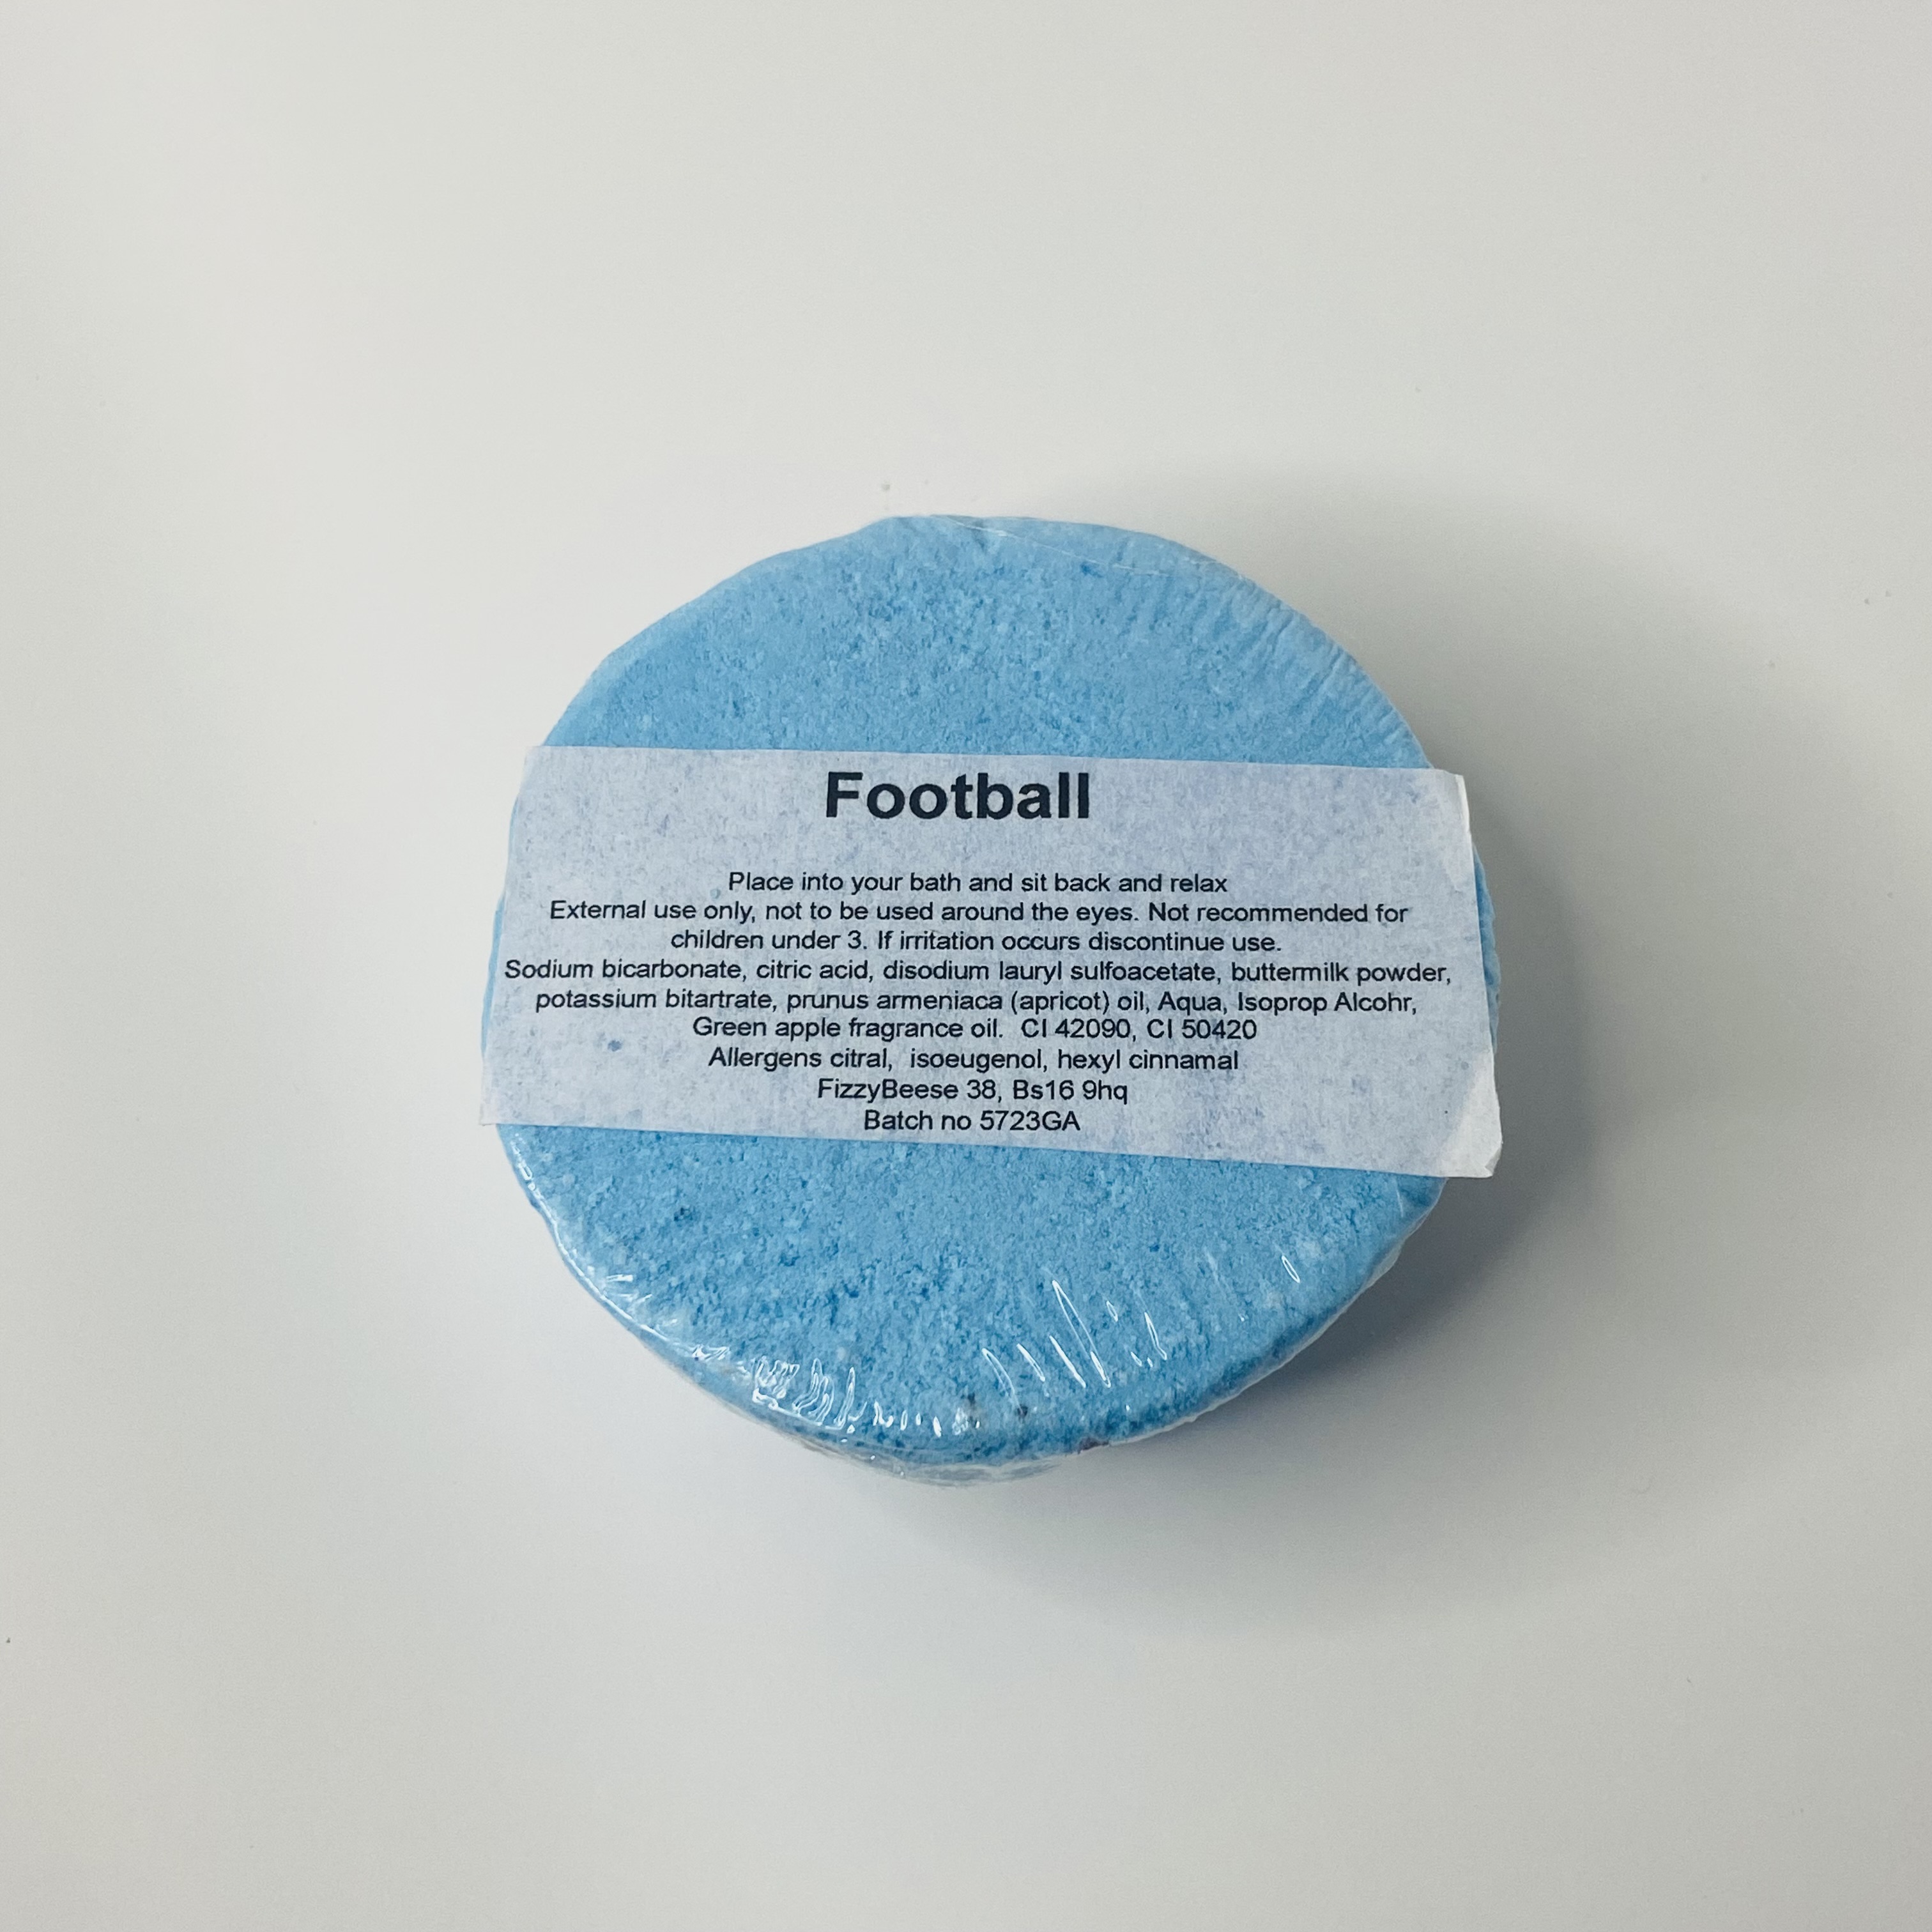 Football
Place into your bath and sit back and relax
External use only, not to be used around the eyes. Not recommended for
children under 3. If irritation occurs discontinue use.
Sodium bicarbonate, citric acid, disodium lauryl sulfoacetate, buttermilk powder,
potassium bitartrate, prunus armeniaca (apricot) oil, Aqua, Isoprop Alcohr,
Green apple fragrance oil.  CI 42090, CI 50420
Allergens citral,  isoeugenol, hexyl cinnamal
FizzyBeese 38, Bs16 9hq
Batch no 5723GA